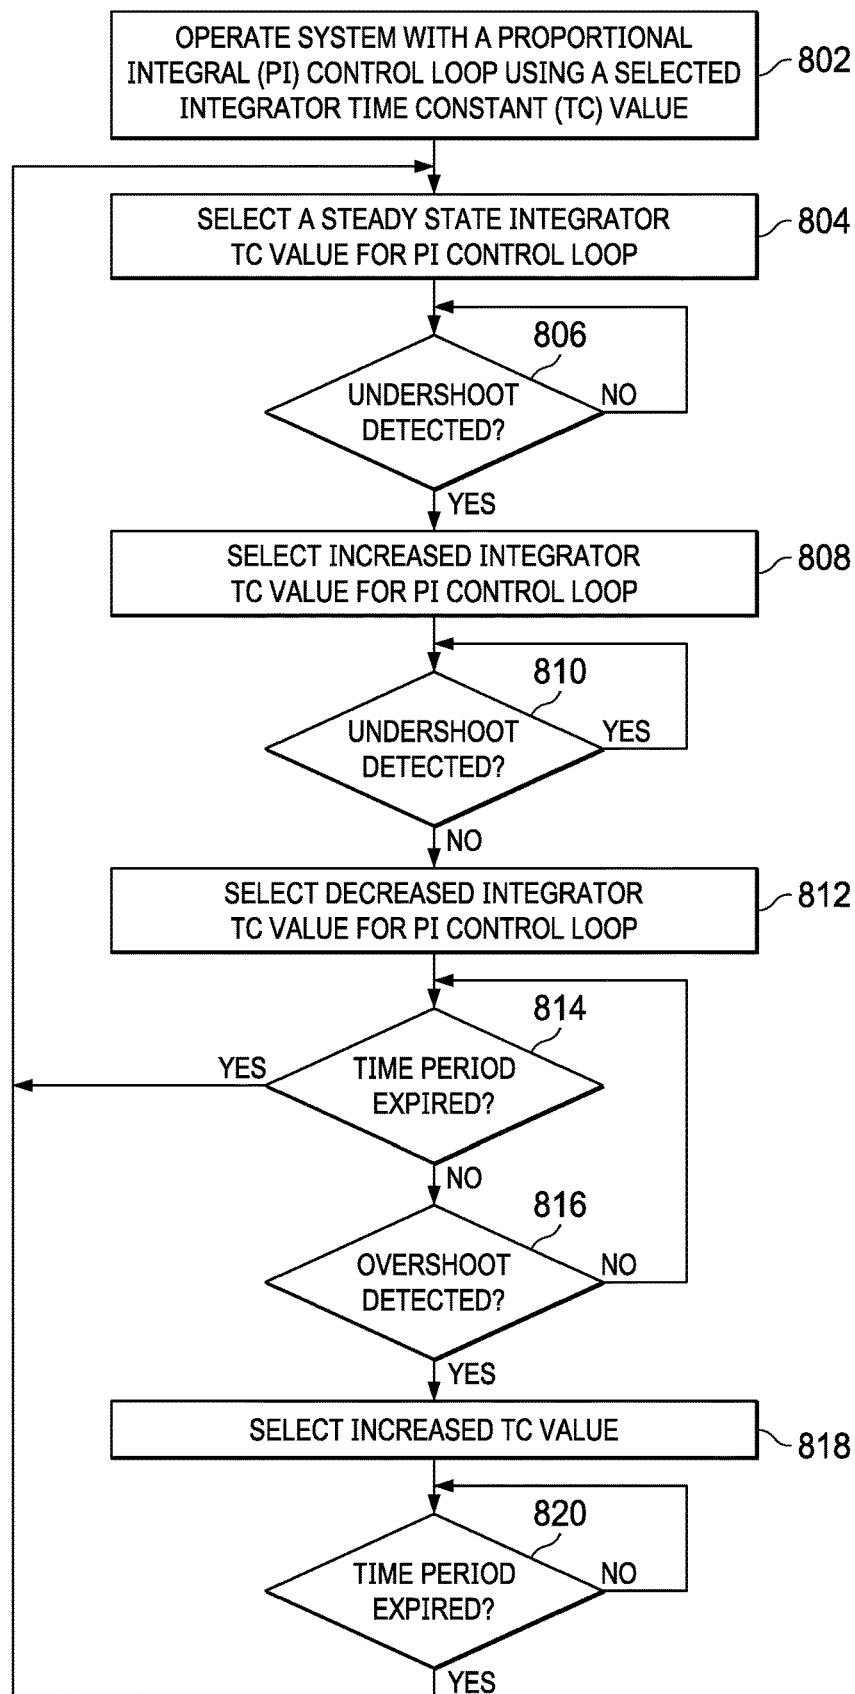 OPERATE SYSTEM WITH A PROPORTIONAL
INTEGRAL (PI) CONTROL LOOP USING A SELECTED
INTEGRATOR TIME CONSTANT (TC) VALUE
802
SELECT A STEADY STATE INTEGRATOR
TC VALUE FOR PI CONTROL LOOP
804
806
UNDERSHOOT
DETECTED?
NO
YES
SELECT INCREASED INTEGRATOR
TC VALUE FOR PI CONTROL LOOP
808
810
UNDERSHOOT
DETECTED?
YES
NO
SELECT DECREASED INTEGRATOR
TC VALUE FOR PI CONTROL LOOP
812
814
YES
TIME PERIOD
EXPIRED?
NO
816
OVERSHOOT
DETECTED?
NO
YES
SELECT INCREASED TC VALUE
818
820
TIME PERIOD
EXPIRED?
NO
YES